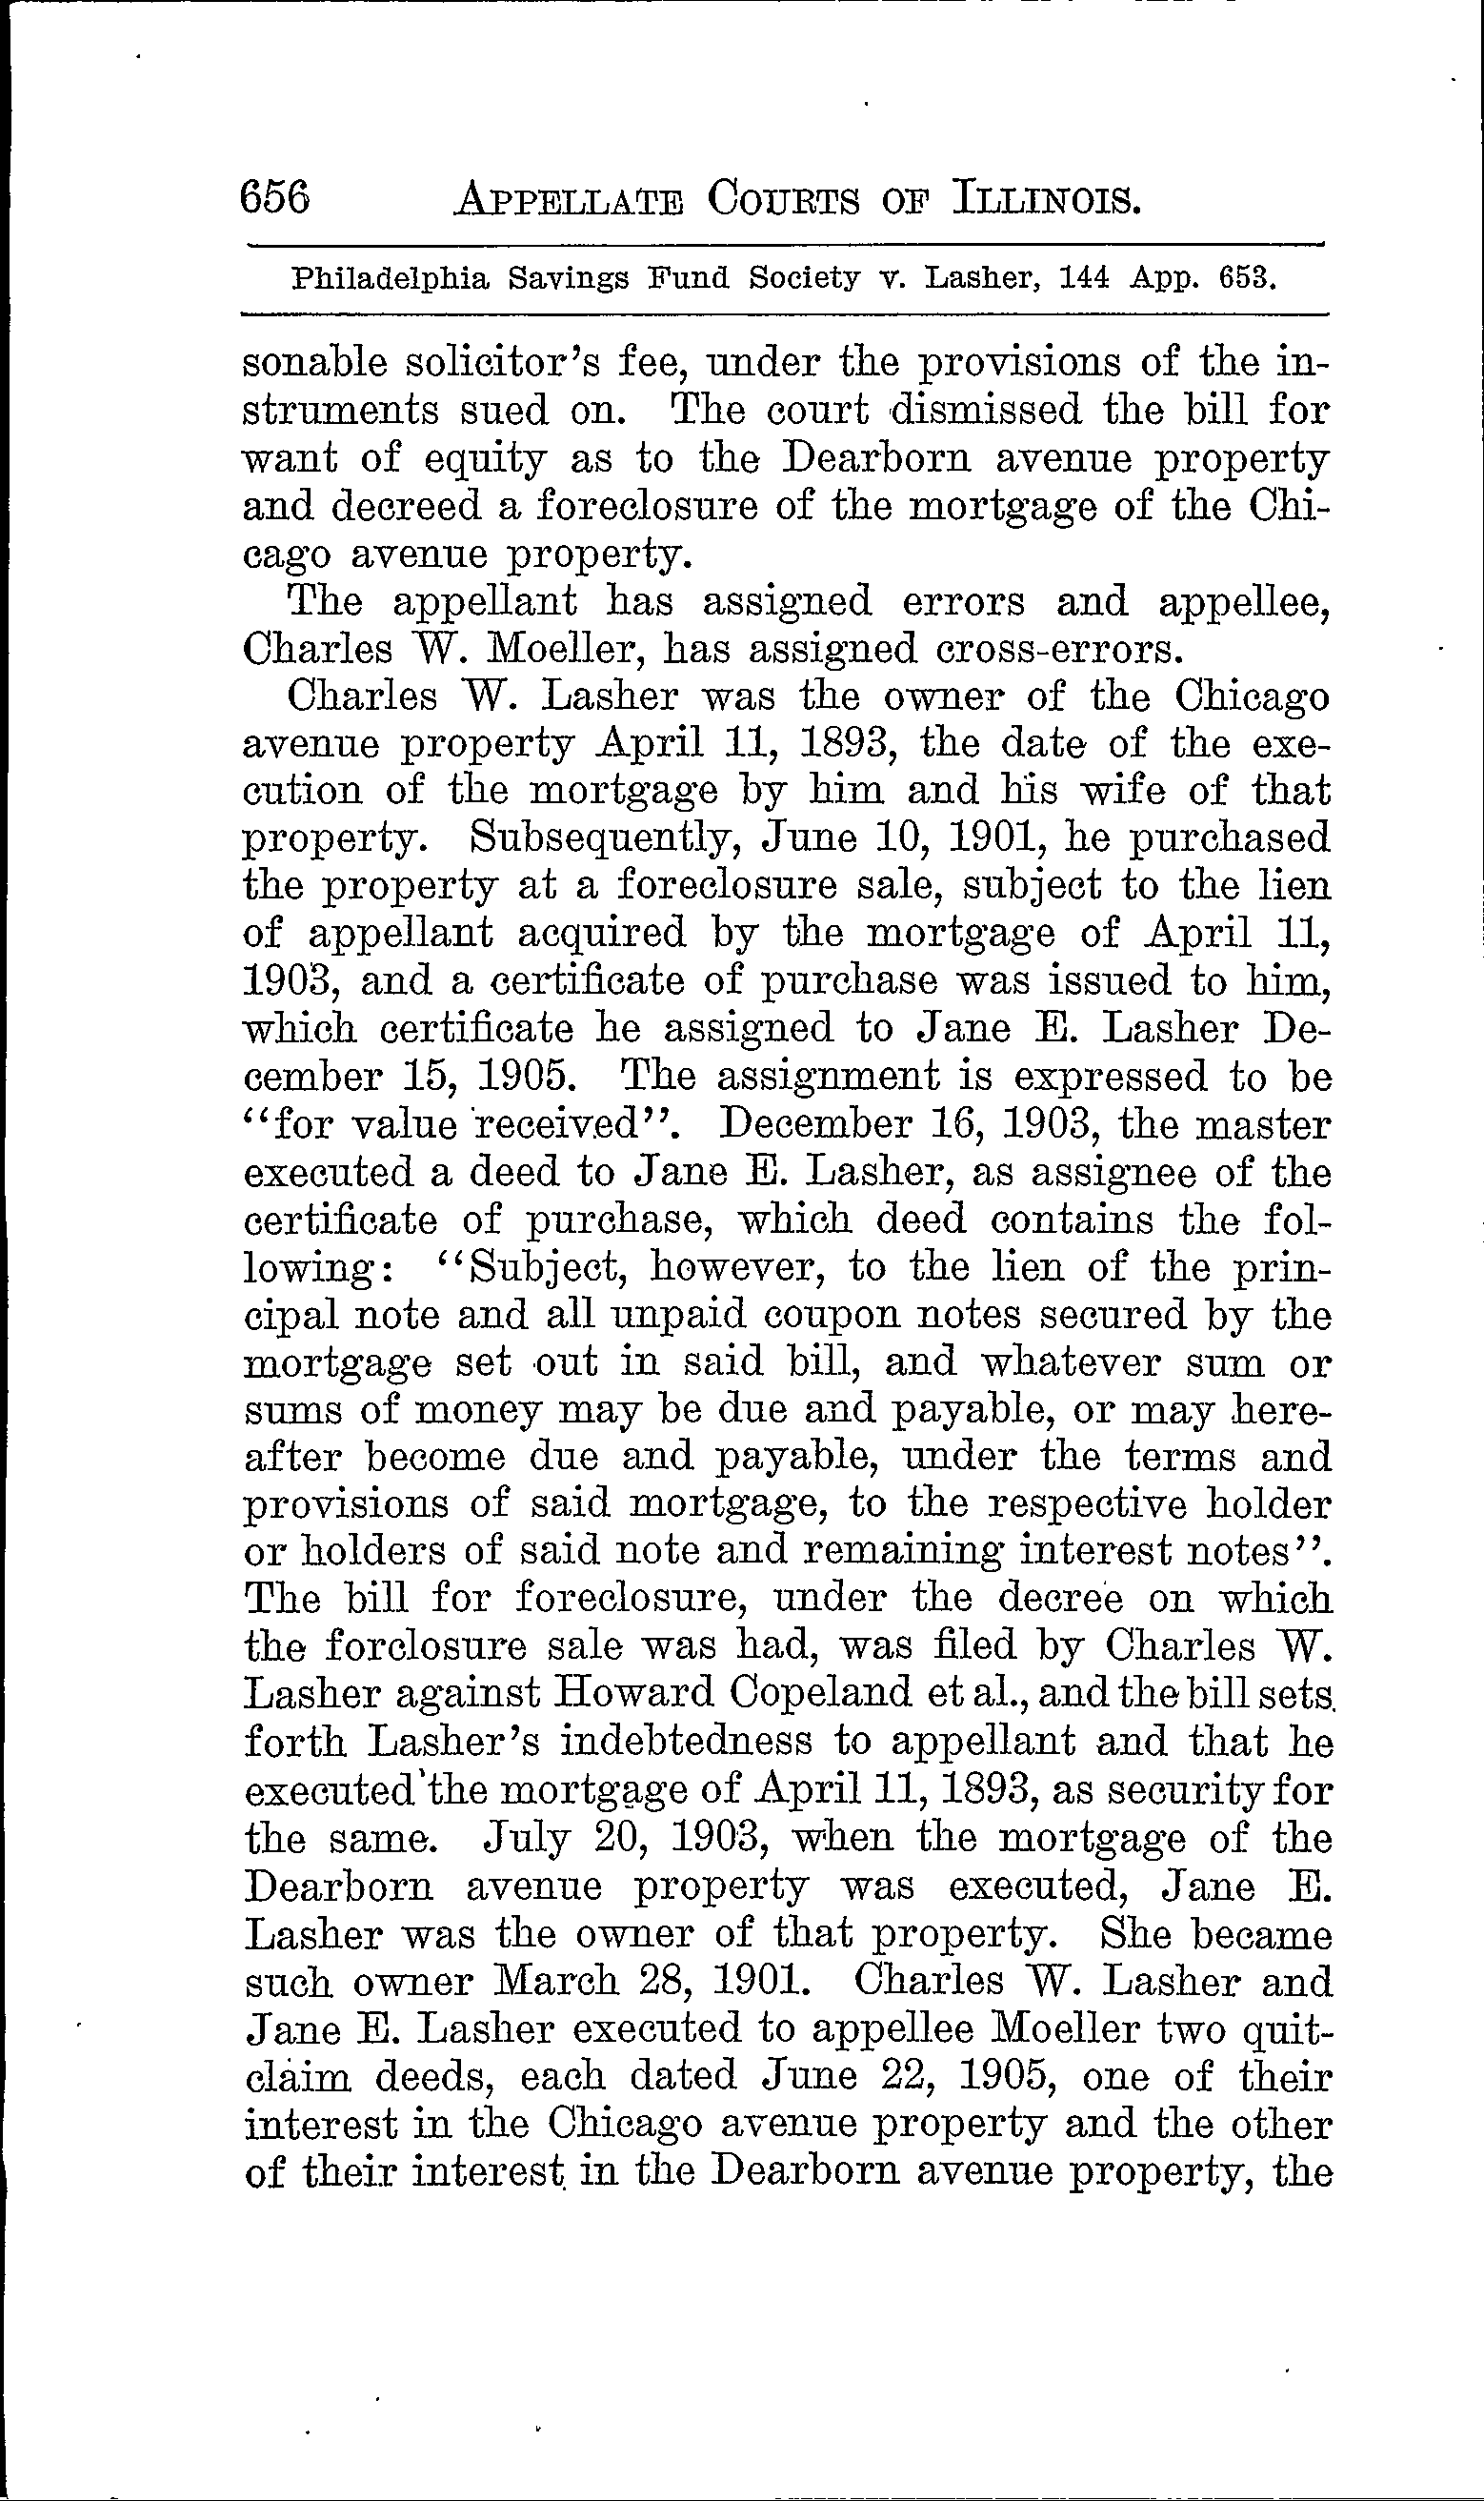 656 APPELLATE COURTS OF ILLINOIS.
Philadelphia Savings Fund Society v. Lasher, 144 App. 653.
sonable solicitor's fee, under the provisions of the in-
struments sued on. The court dismissed the bill for
want of equity as to the Dearborn avenue property
and decreed a foreclosure of the mortgage of the Chi-
cago avenue property.
The appellant has assigned errors and appellee,
Charles W. Moeller, has assigned cross-errors.
Charles W. Lasher was the owner of the Chicago
avenue property April 11, 1893, the date of the exe-
cution of the mortgage by him and his wife of that
property. Subsequently, June 10, 1901, he purchased
the property at a foreclosure sale, subject to the lien
of appellant acquired by the mortgage of April 11,
1903, and a certificate of purchase was issued to him,
which certificate he assigned to Jane E. Lasher De-
cember 15, 1905. The assignment is expressed to be
"for value received". December 16, 1903, the master
executed a deed to Jane E. Lasher, as assignee of the
certificate of purchase, which deed contains the fol-
lowing: "Subject, however, to the lien of the prin-
cipal note and all unpaid coupon notes secured by the
mortgage set out in said bill, and whatever sum or
sums of money may be due and payable, or may here-
after become due and payable, under the terms and
provisions of said mortgage, to the respective holder
or holders of said note and remaining interest notes".
The bill for foreclosure, under the decree on which
the forclosure sale was had, was filed by Charles W.
Lasher against Howard Copeland et al., and the bill sets
forth Lasher's indebtedness to appellant and that he
executed the mortgage of April 11, 1893, as security for
the same. July 20, 1903, when the mortgage of the
Dearborn avenue property was executed, Jane E.
Lasher was the owner of that property. She became
such owner March 28, 1901. Charles W. Lasher and
Jane E. Lasher executed to appellee Moeller two quit-
claim deeds, each dated June 22, 1905, one of their
interest in the Chicago avenue property and the other
of their interest in the Dearborn avenue property, the